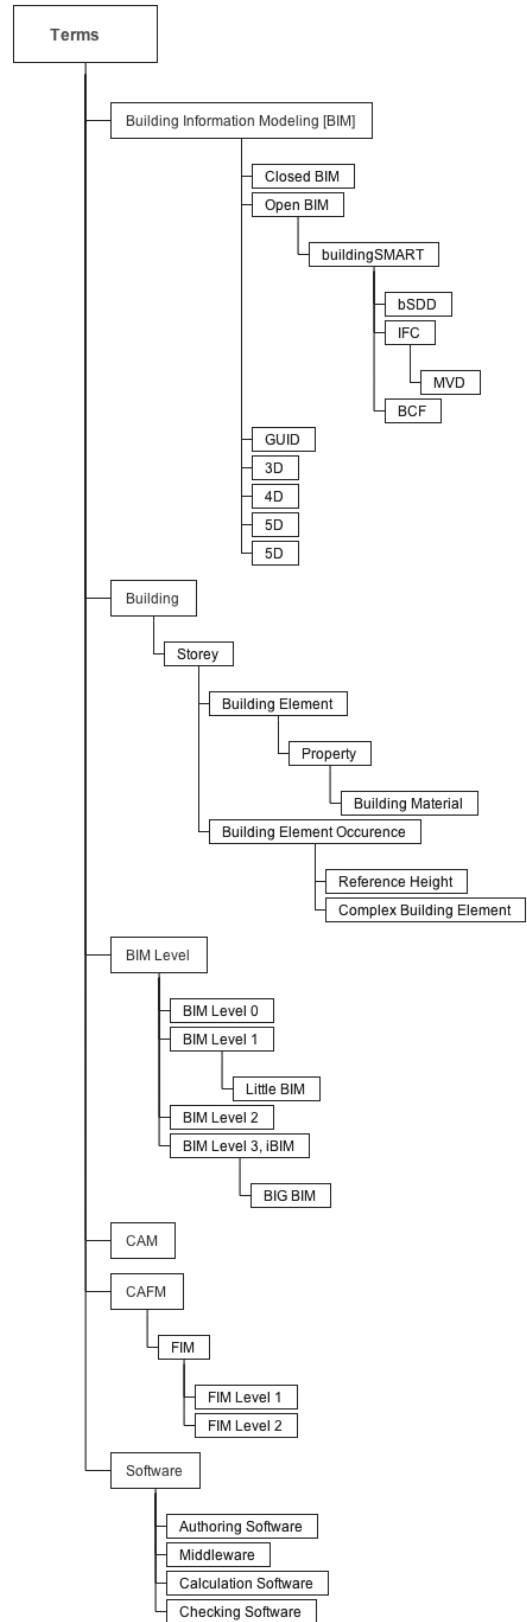 Terms
Building Information Modeling [BIM]
Closed BIM
Open BIM
buildingSMART
bSDD
IFC
MVD
BCF
GUID
3D
4D
5D
5D
Building
Storey
Building Element
Property
Building Material
Building Element Occurence
Reference Height
Complex Building Element
BIM Level
BIM Level 0
BIM Level 1
Little BIM
BIM Level 2
BIM Level 3, iBIM
BIG BIM
CAM
CAFM
FIM
FIM Level 1
FIM Level 2
Software
Authoring Software
Middleware
Calculation Software
Checking Software